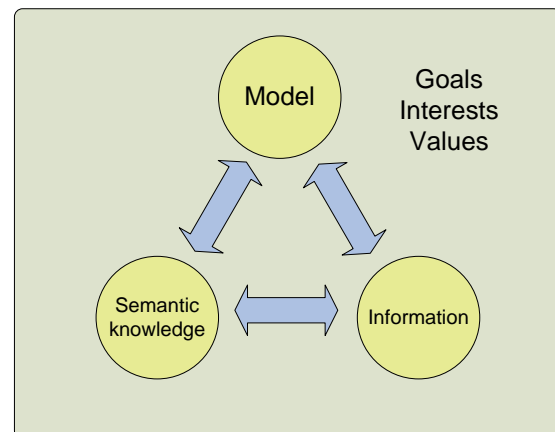 Model
Goals
Interests
Values
Semantic
knowledge
Information